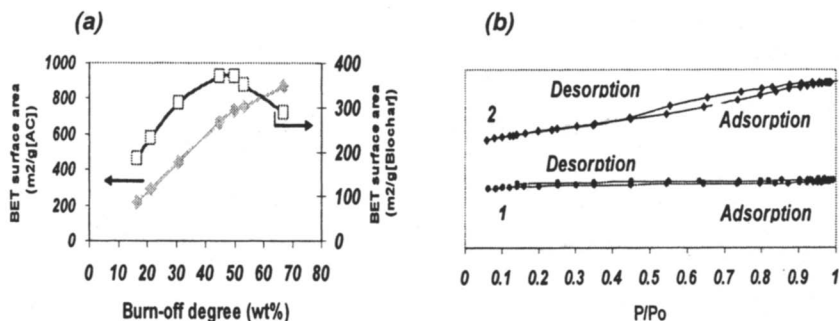 (a)
(b)
1000
800
600
400
200
0
400
300
200
100
0
BET surface area
(m2/g[AC])
BET surface area
(m2/g[Biochar)
0 10 20 30 40 50 60 70 80
Burn-off degree (wt%)
Desorption
2
Adsorption
Desorption
1
Adsorption
0 0.1 0.2 0.3 0.4 0.5 0.6 0.7 0.8 0.9 1
P/Po